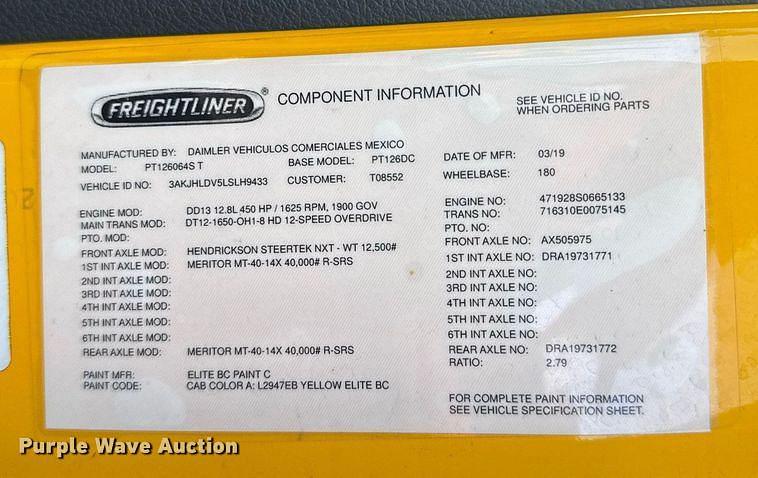 FREIGHTLINER®
COMPONENT INFORMATION
SEE VEHICLE ID NO.
WHEN ORDERING PARTS
MANUFACTURED BY: DAIMLER VEHICULOS COMERCIALES MEXICO
MODEL: PT126064S T BASE MODEL: PT126DC
VEHICLE ID NO: 3AKJHLDV5LSLH9433 CUSTOMER: T08552
DATE OF MFR: 03/19
WHEELBASE: 180
ENGINE MOD: DD13 12.8L 450 HP / 1625 RPM, 1900 GOV
MAIN TRANS MOD: DT12-1650-OH1-8 HD 12-SPEED OVERDRIVE
PTO. MOD:
FRONT AXLE MOD: HENDRICKSON STEERTEK NXT - WT 12,500#
1ST INT AXLE MOD: MERITOR MT-40-14X 40,000# R-SRS
2ND INT AXLE MOD:
3RD INT AXLE MOD:
4TH INT AXLE MOD:
5TH INT AXLE MOD:
6TH INT AXLE MOD:
REAR AXLE MOD: MERITOR MT-40-14X 40,000# R-SRS
ENGINE NO: 471928S0665133
TRANS NO: 716310E0075145
PTO. NO:
FRONT AXLE NO: AX505975
1ST INT AXLE NO: DRA19731771
2ND INT AXLE NO:
3RD INT AXLE NO:
4TH INT AXLE NO:
5TH INT AXLE NO:
6TH INT AXLE NO:
REAR AXLE NO: DRA19731772
RATIO: 2.79
PAINT MFR: ELITE BC PAINT C
PAINT CODE: CAB COLOR A: L2947EB YELLOW ELITE BC
FOR COMPLETE PAINT INFORMATION
SEE VEHICLE SPECIFICATION SHEET.
Purple Wave Auction